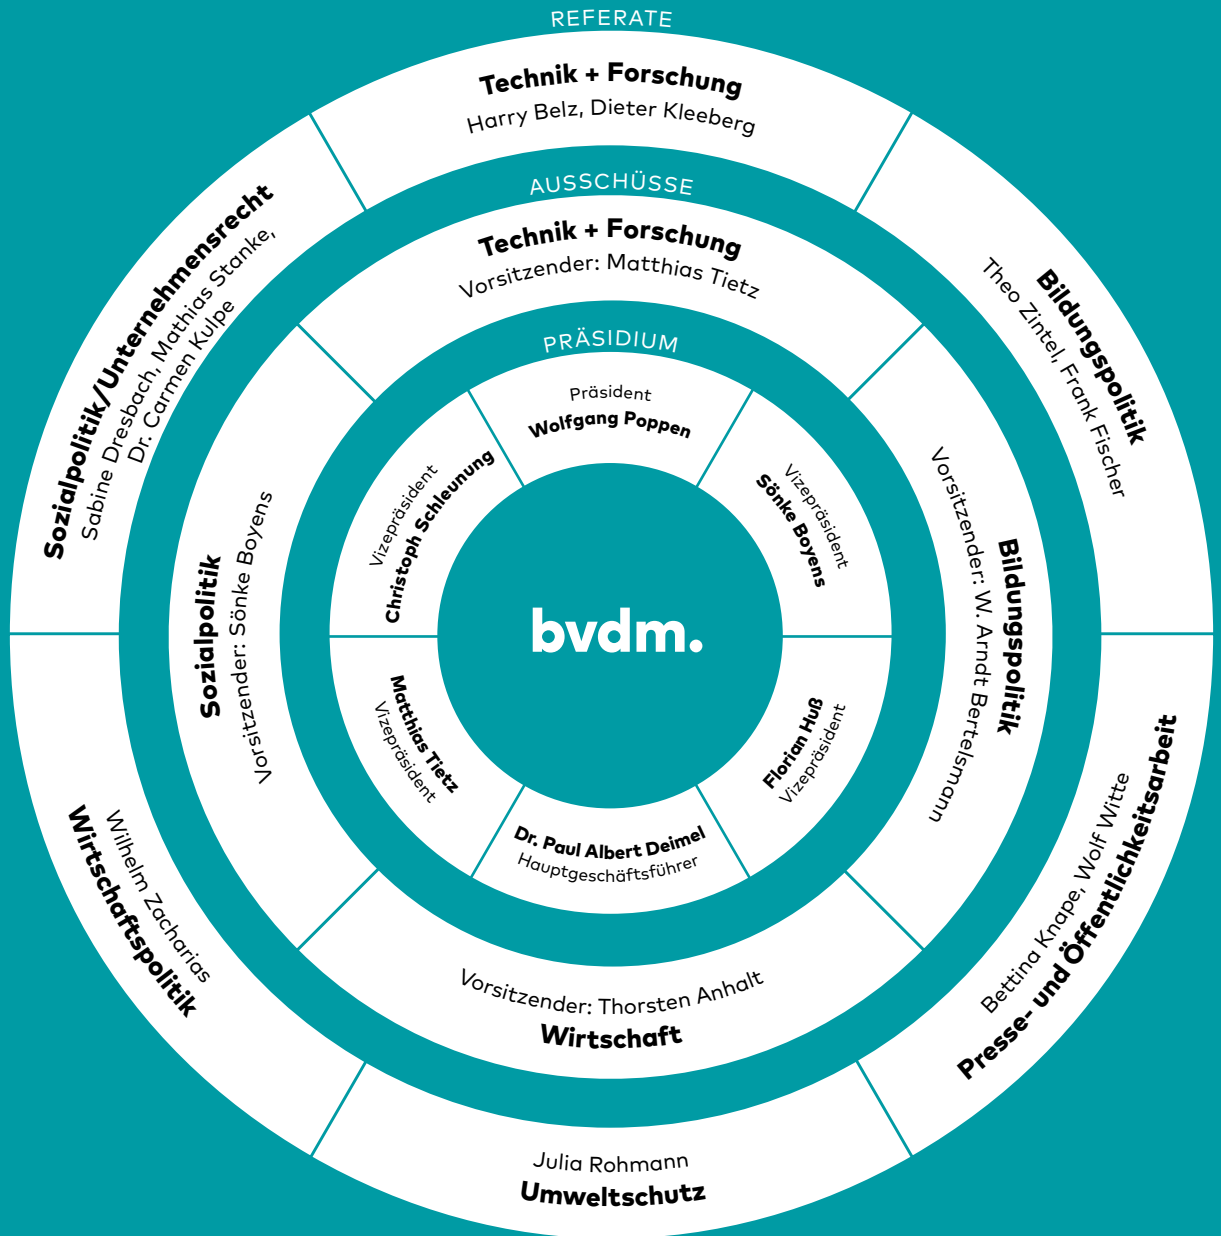 REFERATE
Technik + Forschung
Harry Belz, Dieter Kleeberg
Bildungspolitik
Theo Zintel, Frank Fischer
Bettina Knape, Wolf Witte
Presse- und Öffentlichkeitsarbeit
Julia Rohmann
Umweltschutz
Wilhelm Zacharias
Wirtschaftspolitik
Sozialpolitik/Unternehmensrecht
Sabine Dresbach, Mathias Stanke,
Dr. Carmen Kulpe
AUSSCHÜSSE
Technik + Forschung
Vorsitzender: Matthias Tietz
Bildungspolitik
Vorsitzender: W. Arndt Bertelsmann
Vorsitzender: Thorsten Anhalt
Wirtschaft
Sozialpolitik
Vorsitzender: Sönke Boyens
PRÄSIDIUM
Präsident
Wolfgang Poppen
Vizepräsident
Sönke Boyens
Florian Huß
Vizepräsident
Dr. Paul Albert Deimel
Hauptgeschäftsführer
Matthias Tietz
Vizepräsident
Vizepräsident
Christoph Schleunung
bvdm.